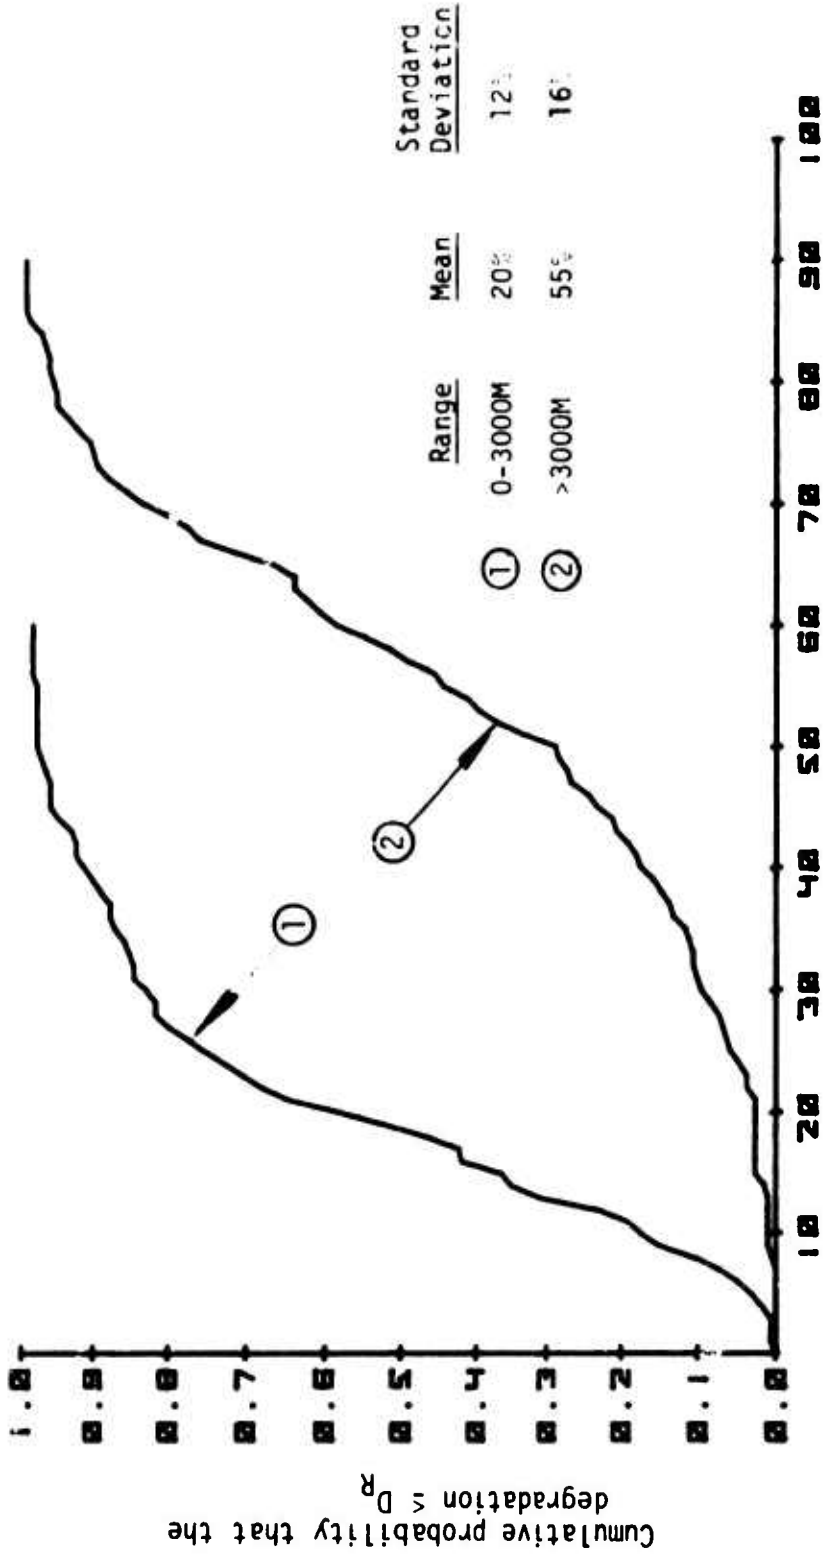 Cumulative probability that the
degradation ≤ D_R
1.0
0.9
0.8
0.7
0.6
0.5
0.4
0.3
0.2
0.1
0.0
10 20 30 40 50 60 70 80 90 100
①
②
Range Mean Standard Deviation
① 0-3000M 20% 12%
② >3000M 55% 16%